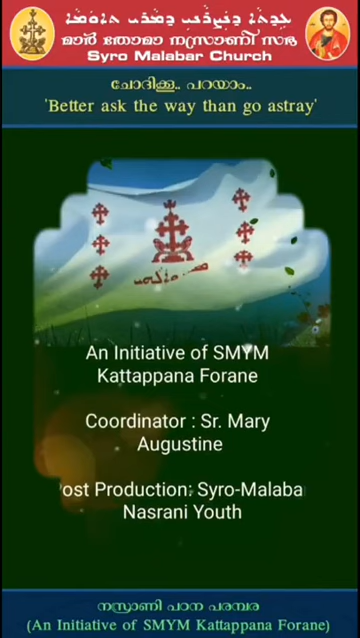 മാർ തോമാ നസ്രാണി സഭ
Syro Malabar Church
ചോദിക്കൂ.. പറയാം..
'Better ask the way than go astray'
An Initiative of SMYM
Kattappana Forane
Coordinator : Sr. Mary
Augustine
ost Production: Syro-Malaba
Nasrani Youth
നസ്രാണി പഠന പരമ്പര
(An Initiative of SMYM Kattappana Forane)